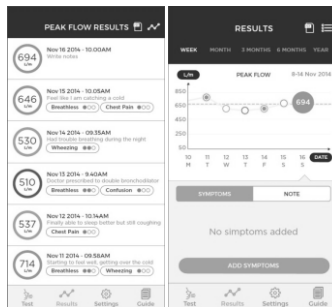 PEAK FLOW RESULTS
694
L/M
Nov 16 2014 - 10.00AM
Write notes
646
L/M
Nov 15 2014 - 10.05AM
Feel like I am catching a cold
Breathless
Chest Pain
530
L/M
Nov 14 2014 - 09.35AM
Had trouble breathing during the night
Wheezing
510
L/M
Nov 13 2014 - 9.40AM
Doctor prescribed to double bronchodilator
Breathless
Confusion
537
L/M
Nov 12 2014 - 10.14AM
Finally able to sleep better but still coughing
Chest Pain
714
L/M
Nov 11 2014 - 09.58AM
Starting to feel well, getting over the cold
Breathless
Wheezing
Test Results Settings Guide
RESULTS
WEEK MONTH 3 MONTHS 6 MONTHS YEAR
L/M PEAK FLOW 8-14 Nov 2014
850
650
450
250
50
694
10 11 12 13 14 15 16 DATE
M T W T F S S
SYMPTOMS NOTE
No simptoms added
ADD SYMPTOMS
Test Results Settings Guide